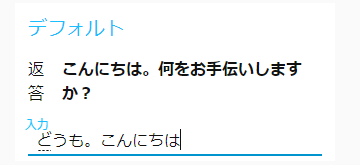 デフォルト
返 こんにちは。何をお手伝いします
答 か？
入力
どうも。こんにちは